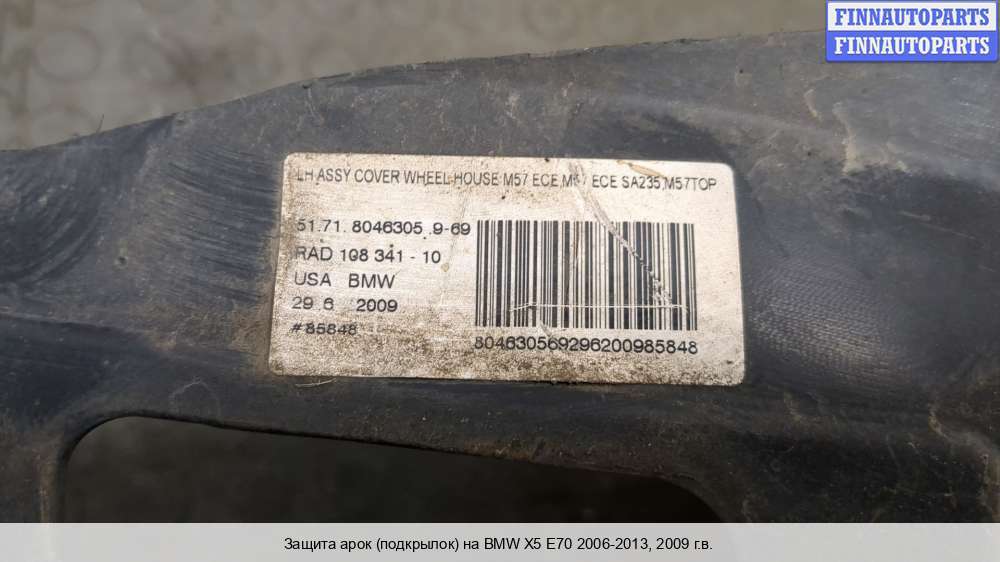 FINNAUTOPARTS
FINNAUTOPARTS
LH ASSY COVER WHEEL HOUSE M57 ECE,M57 ECE SA235,M57TOP
51.71. 8046305 .9-69
RAD 108 341 - 10
USA BMW
29 6 2009
#85848
804630569296200985848
Защита арок (подкрылок) на BMW X5 E70 2006-2013, 2009 г.в.